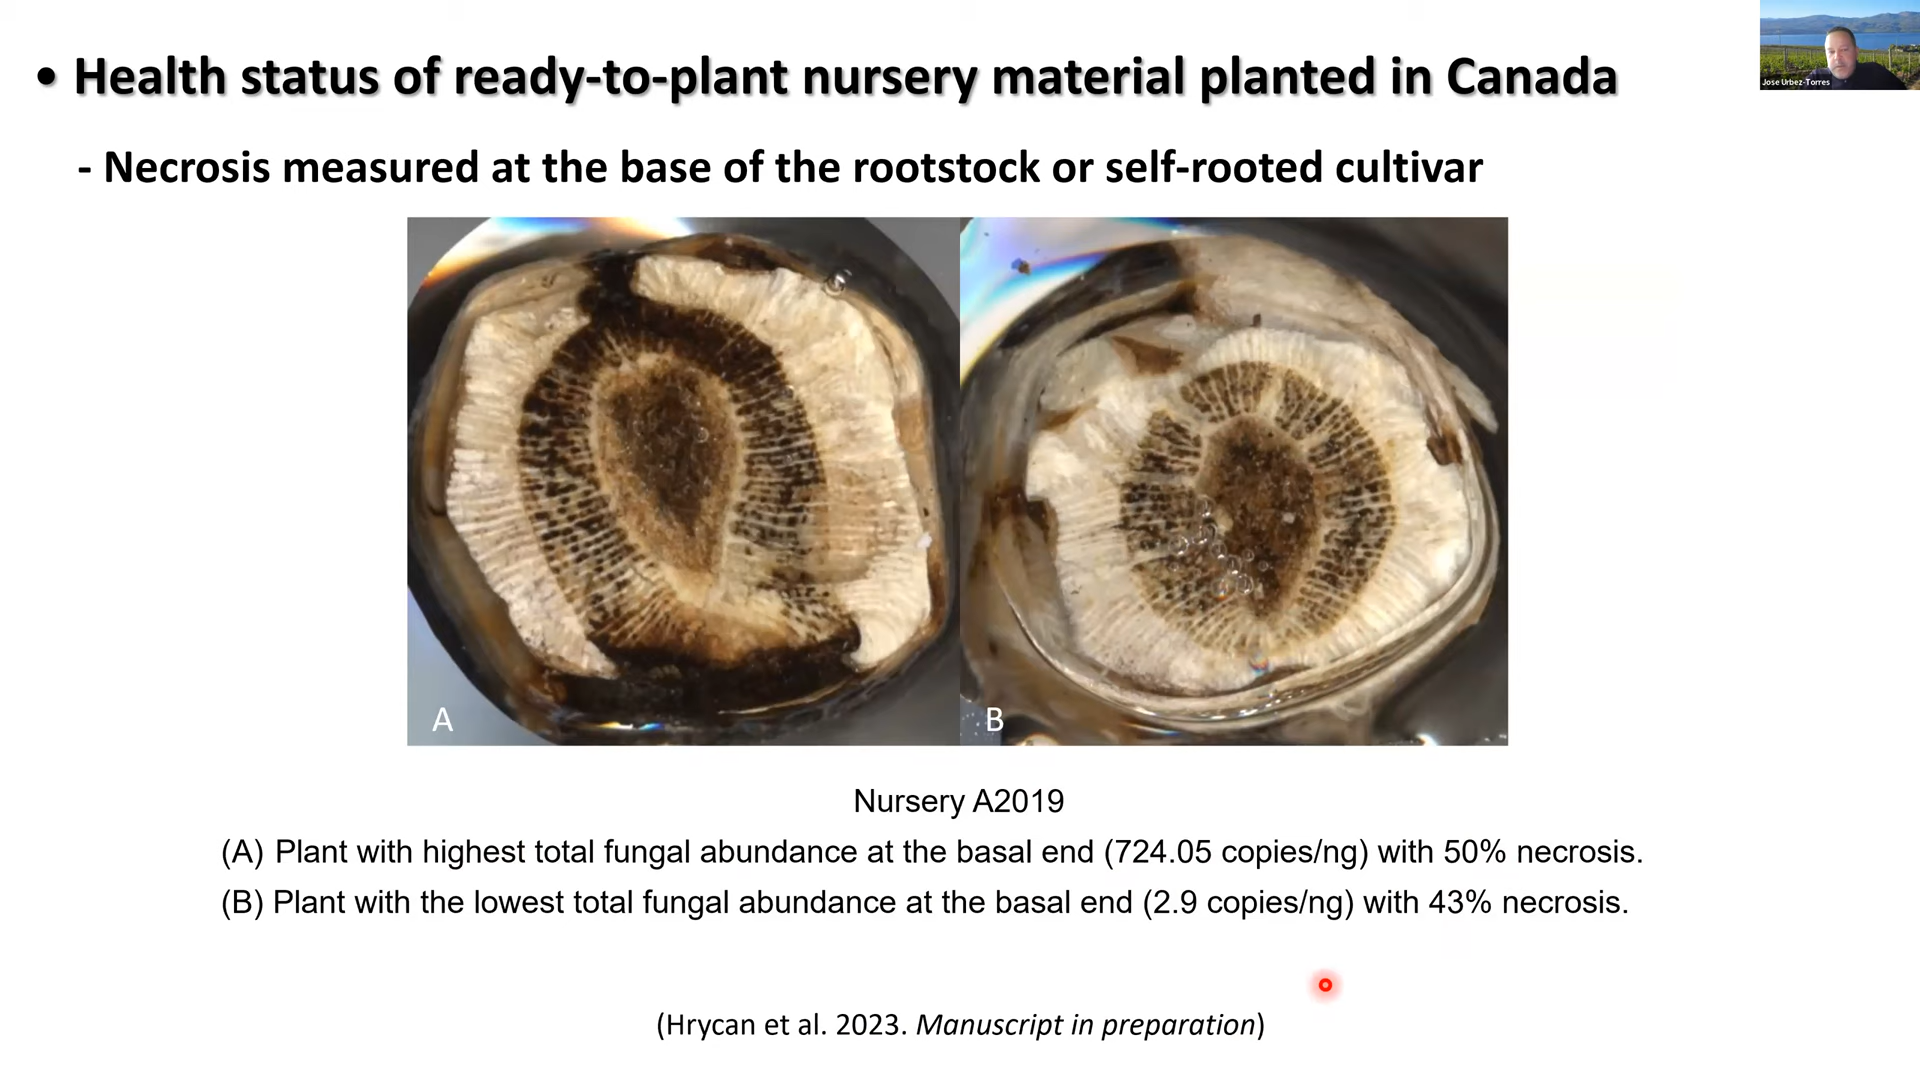 • Health status of ready-to-plant nursery material planted in Canada
Jose Urbez-Torres
- Necrosis measured at the base of the rootstock or self-rooted cultivar
A
B
Nursery A2019
(A) Plant with highest total fungal abundance at the basal end (724.05 copies/ng) with 50% necrosis.
(B) Plant with the lowest total fungal abundance at the basal end (2.9 copies/ng) with 43% necrosis.
(Hrycan et al. 2023. Manuscript in preparation)